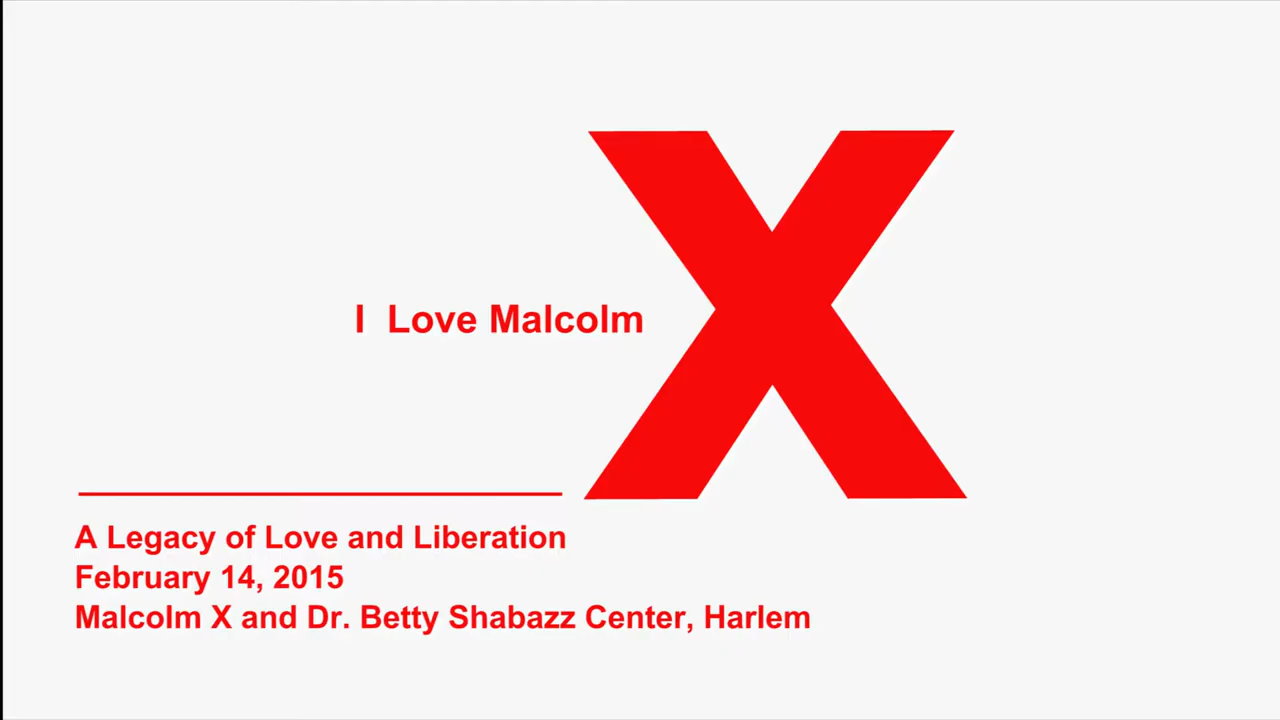 I  Love Malcolm X
A Legacy of Love and Liberation
February 14, 2015
Malcolm X and Dr. Betty Shabazz Center, Harlem